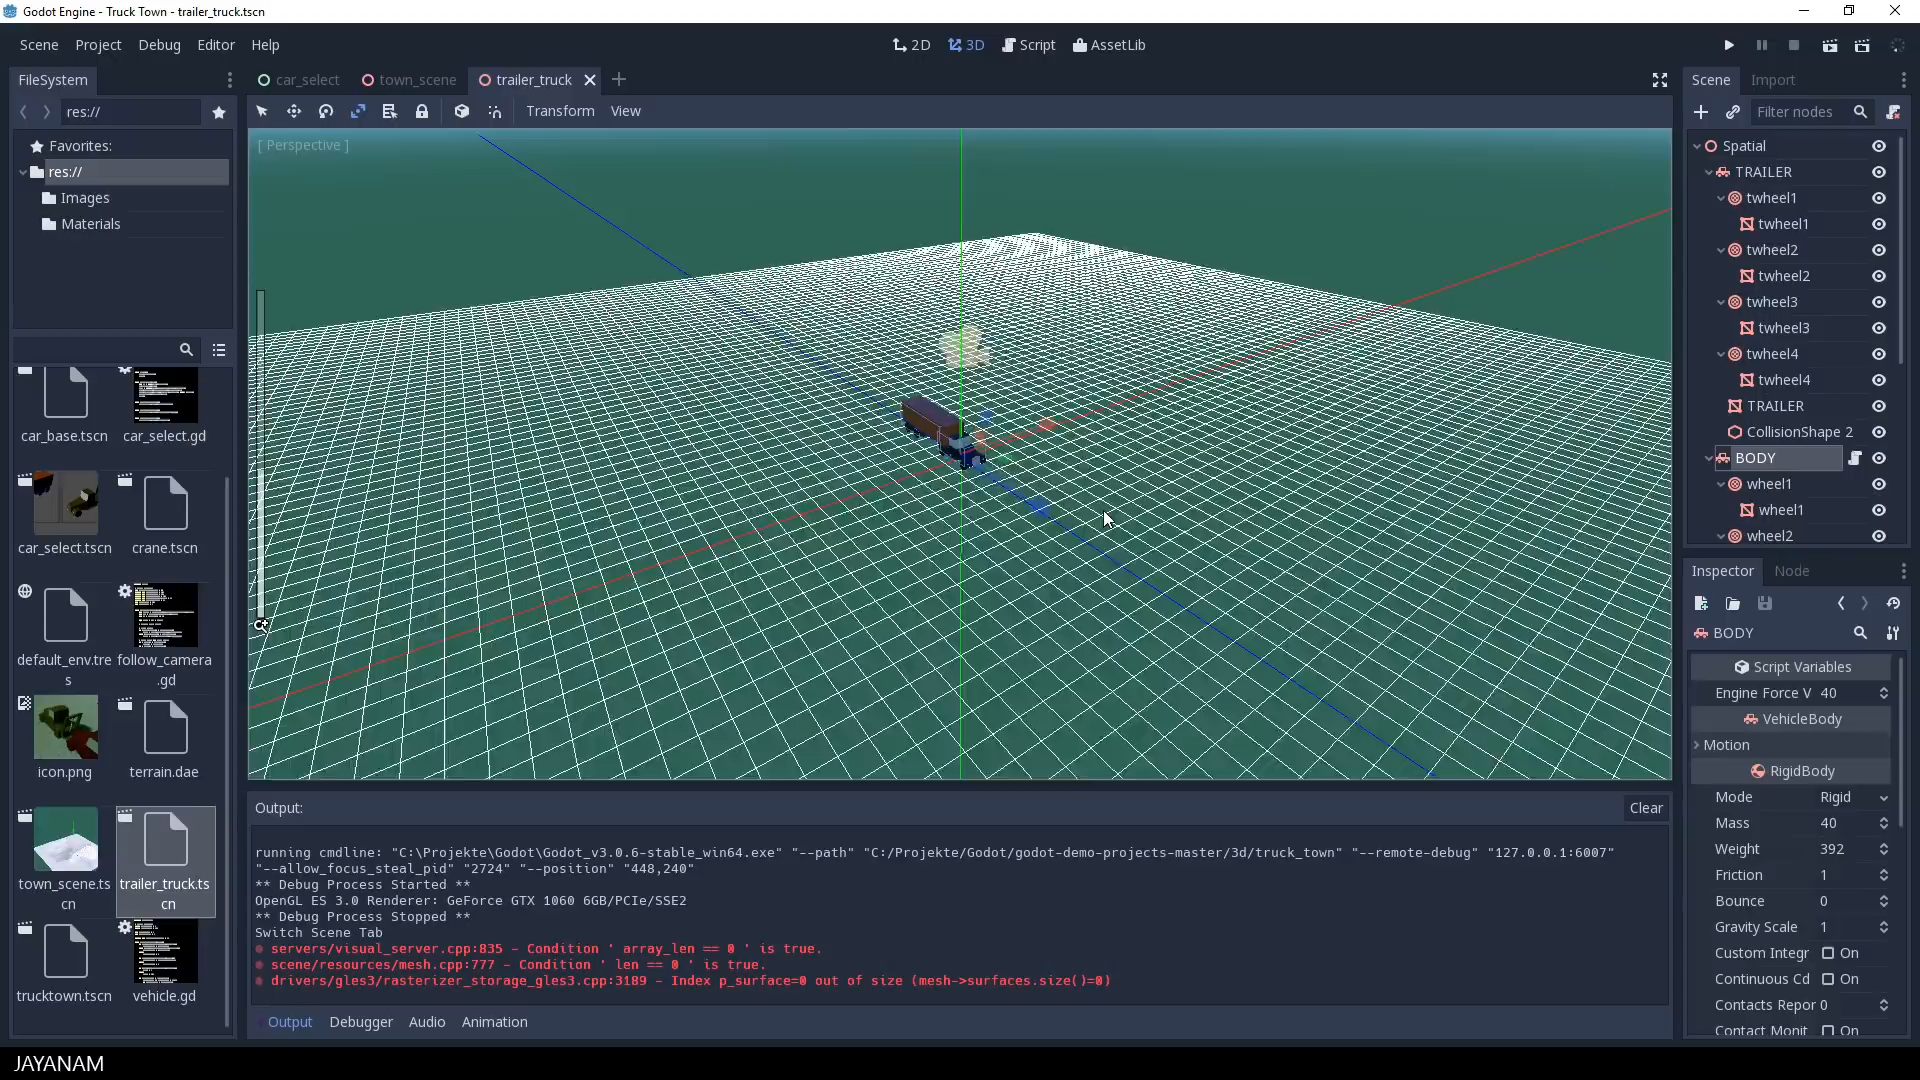 Godot Engine - Truck Town - trailer_truck.tscn
Scene Project Debug Editor Help
2D 3D Script AssetLib
FileSystem
res://
Favorites:
res://
Images
Materials
car_base.tscn
car_select.gd
car_select.tscn
crane.tscn
default_env.tre
s
follow_camera
.gd
icon.png
terrain.dae
town_scene.ts
cn
trailer_truck.ts
cn
trucktown.tscn
vehicle.gd
car_select town_scene trailer_truck
Transform View
[ Perspective ]
Output:
Clear
running cmdline: "C:\Projekte\Godot\Godot_v3.0.6-stable_win64.exe" "--path" "C:/Projekte/Godot/godot-demo-projects-master/3d/truck_town" "--remote-debug" "127.0.0.1:6007"
"--allow_focus_steal_pid" "2724" "--position" "448,240"
** Debug Process Started **
OpenGL ES 3.0 Renderer: GeForce GTX 1060 6GB/PCIe/SSE2
** Debug Process Stopped **
Switch Scene Tab
servers/visual_server.cpp:835 - Condition ' array_len == 0 ' is true.
scene/resources/mesh.cpp:777 - Condition ' len == 0 ' is true.
drivers/gles3/rasterizer_storage_gles3.cpp:3189 - Index p_surface=0 out of size (mesh->surfaces.size()=0)
Output Debugger Audio Animation
Scene Import
Filter nodes
Spatial
TRAILER
twheel1
twheel1
twheel2
twheel2
twheel3
twheel3
twheel4
twheel4
TRAILER
CollisionShape 2
BODY
wheel1
wheel1
wheel2
Inspector Node
BODY
Script Variables
Engine Force V 40
VehicleBody
Motion
RigidBody
Mode Rigid
Mass 40
Weight 392
Friction 1
Bounce 0
Gravity Scale 1
Custom Integr On
Continuous Cd On
Contacts Repor 0
Contact Monit On
JAYANAM